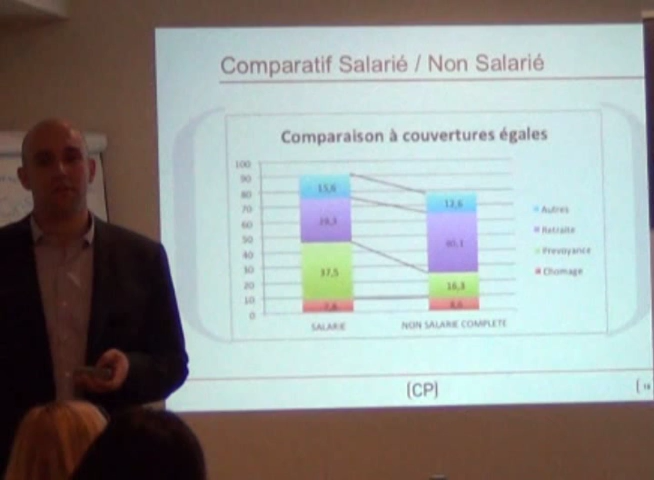 Comparatif Salarié / Non Salarié
Comparaison à couvertures égales
100
90
80
70
60
50
40
30
20
10
0
15,6
37,5
12,6
16,3
Autres
Retraite
Prevoyance
Chomage
SALARIE
NON SALARIE COMPLETE
(CP)